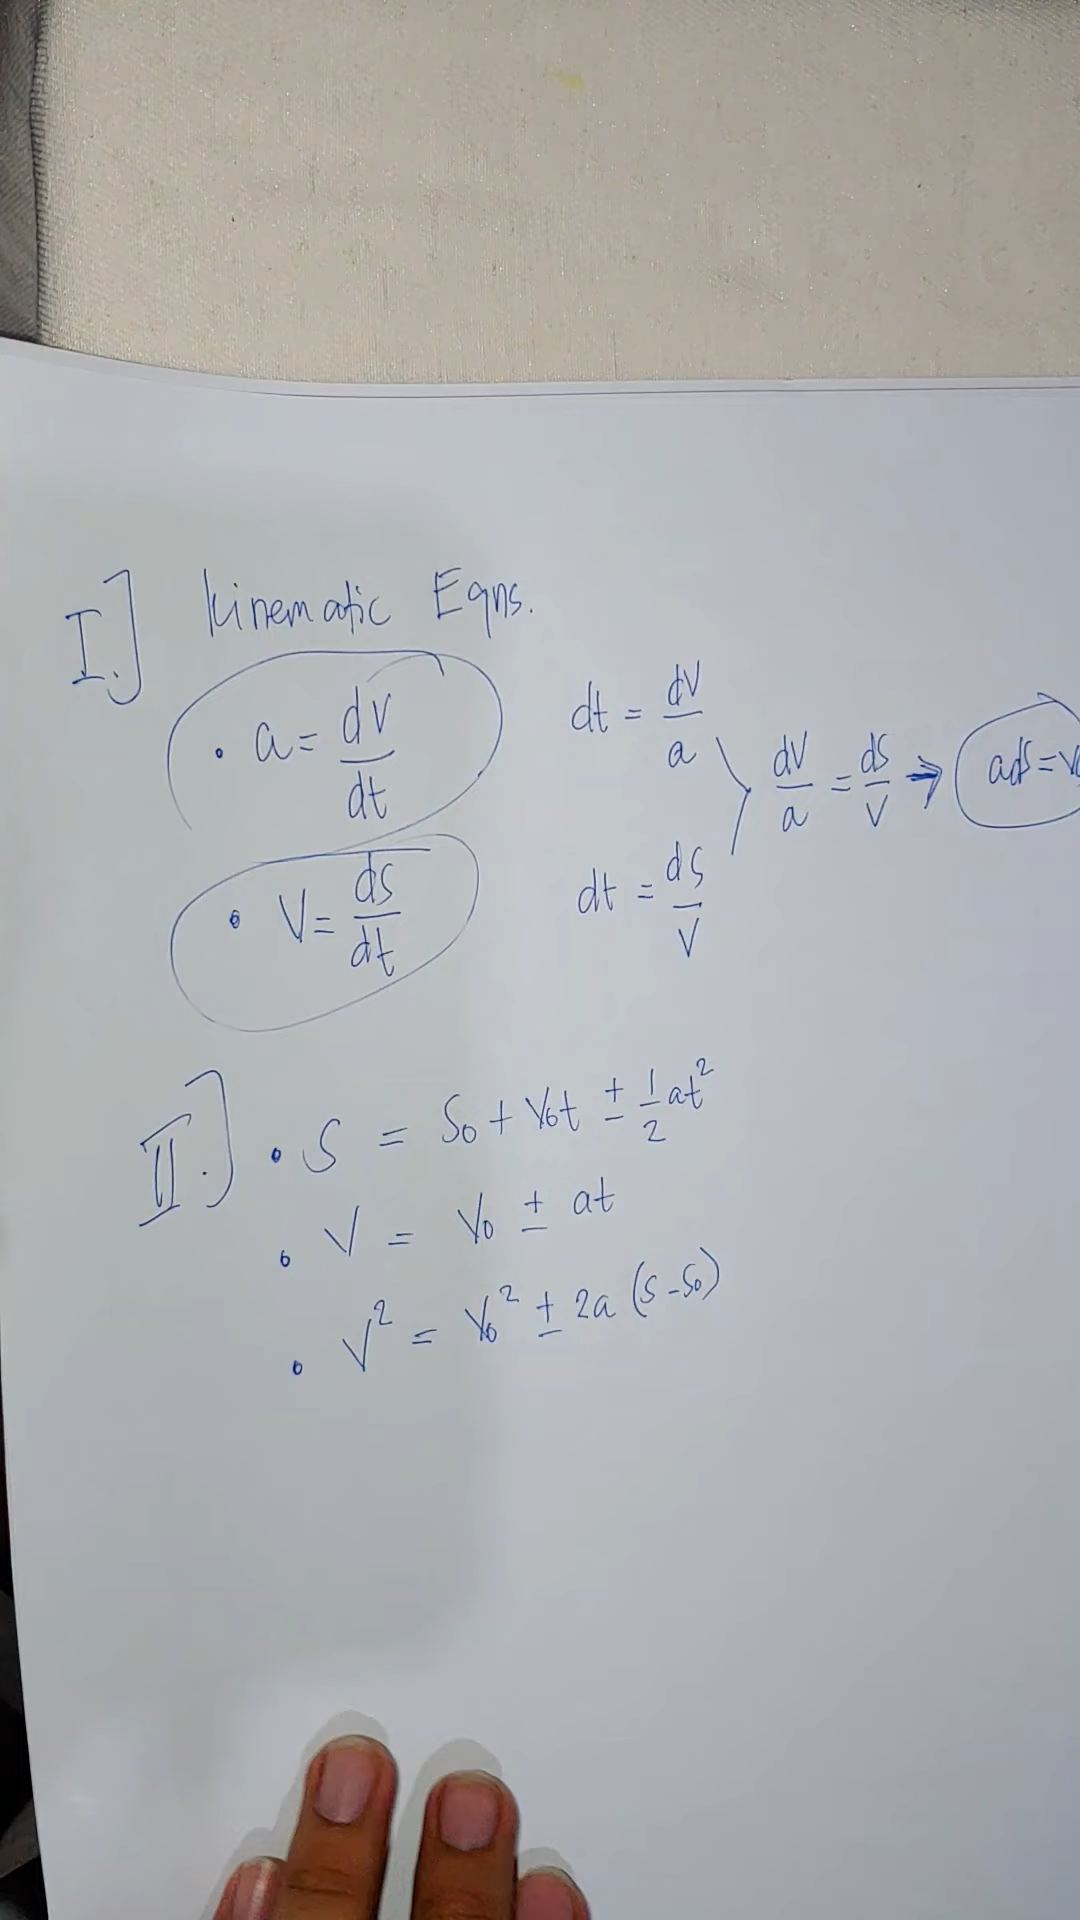 I.] Kinematic Eqns.
• a = dv/dt
dt = dv/a
dv/a = ds/v → ads = v
• V = ds/dt
dt = ds/V
II.] • S = S₀ + V₀t ± 1/2 at²
• V = V₀ ± at
• V² = V₀² ± 2a (S - S₀)